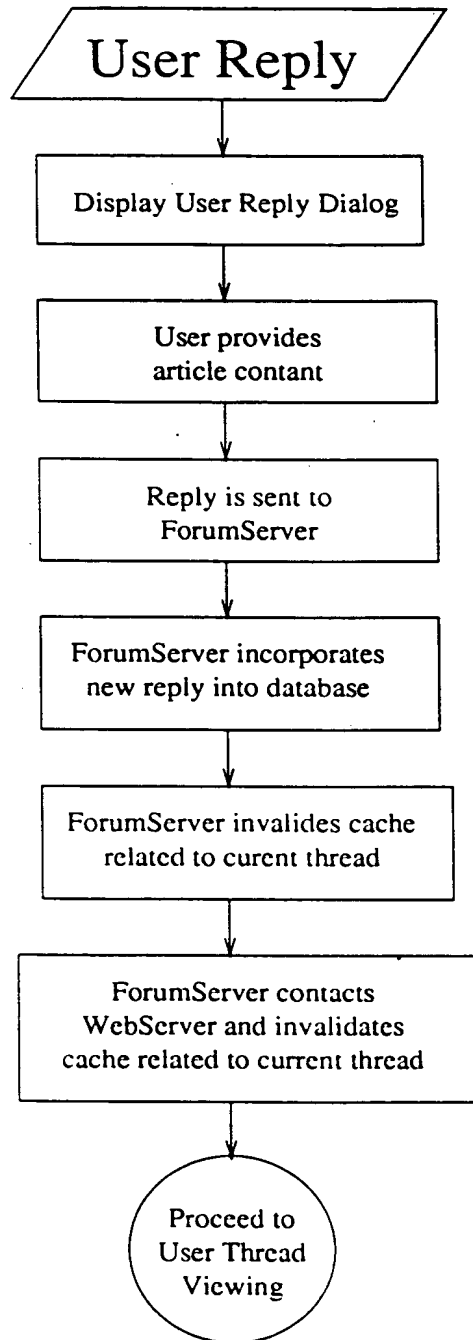 User Reply
Display User Reply Dialog
User provides
article contant
Reply is sent to
ForumServer
ForumServer incorporates
new reply into database
ForumServer invalides cache
related to curent thread
ForumServer contacts
WebServer and invalidates
cache related to current thread
Proceed to
User Thread
Viewing